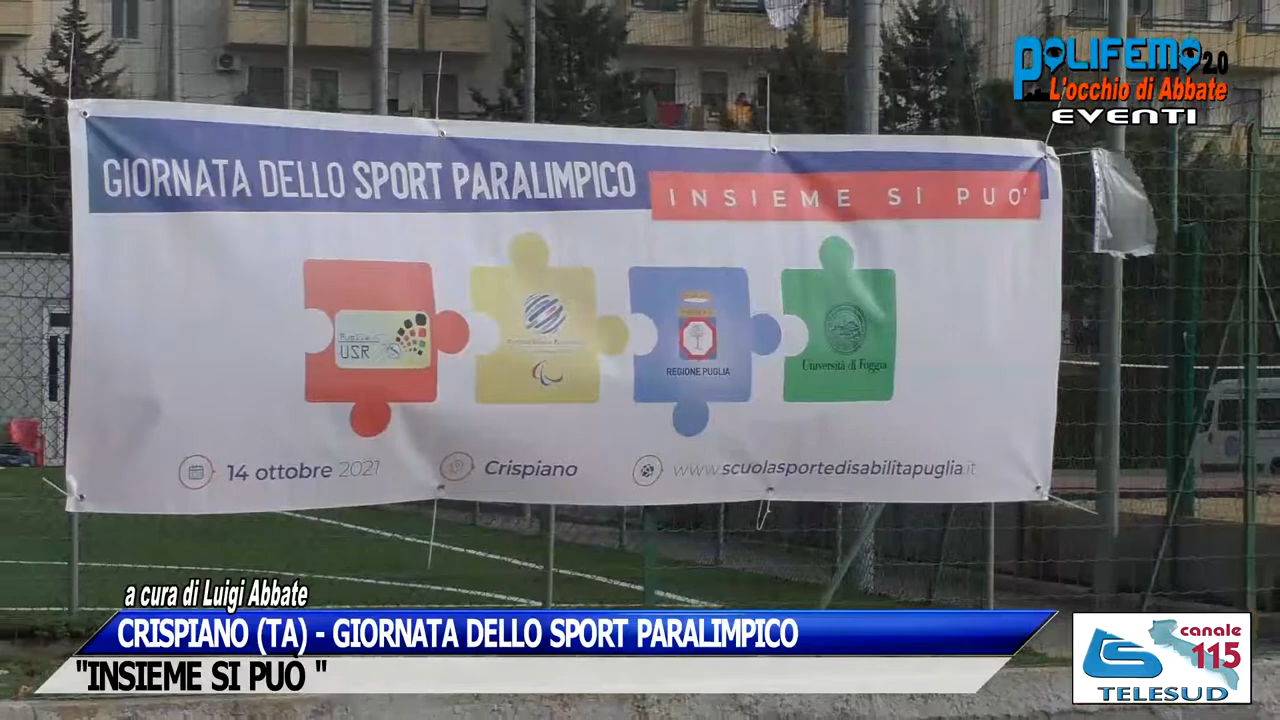 POLIFEMO 2.0
L'occhio di Abbate
EVENTI
GIORNATA DELLO SPORT PARALIMPICO
INSIEME SI PUO'
Puglia
USR
REGIONE PUGLIA
Università di Foggia
14 ottobre 2021
Crispiano
www.scuolasportedisabilitapuglia.it
a cura di Luigi Abbate
CRISPIANO (TA) - GIORNATA DELLO SPORT PARALIMPICO
"INSIEME SI PUÒ "
canale
115
TELESUD